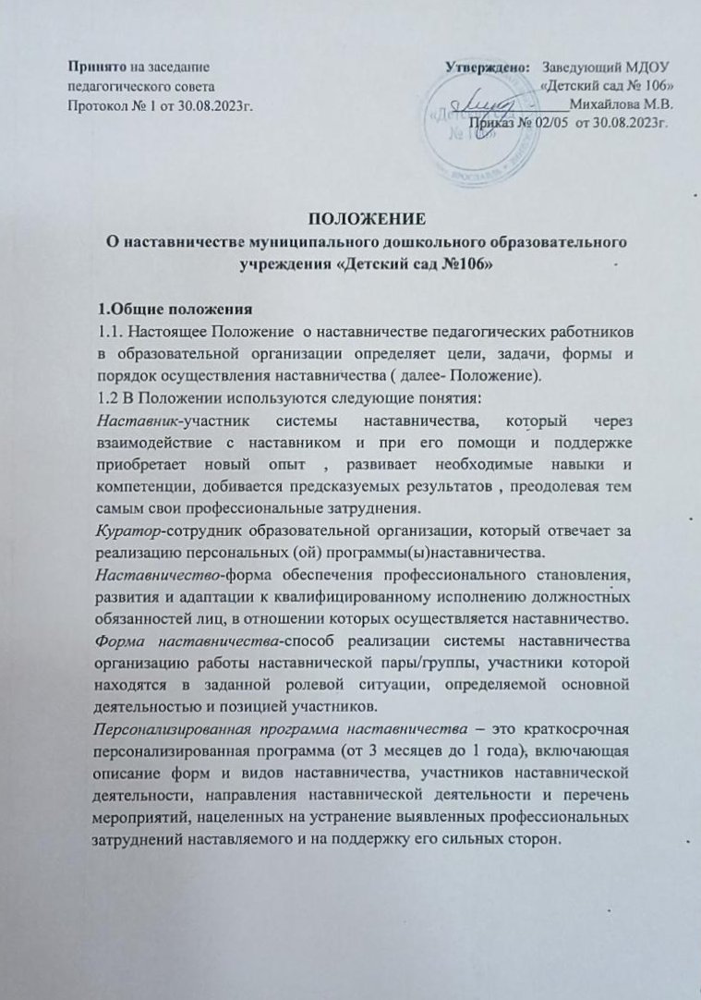 Принято на заседание
педагогического совета
Протокол № 1 от 30.08.2023г.
Утверждено: Заведующий МДОУ
«Детский сад № 106»
Михайлова М.В.
Приказ № 02/05 от 30.08.2023г.
«Детский сад
№ 106»
ПОЛОЖЕНИЕ
О наставничестве муниципального дошкольного образовательного
учреждения «Детский сад №106»
1.Общие положения
1.1. Настоящее Положение о наставничестве педагогических работников
в образовательной организации определяет цели, задачи, формы и
порядок осуществления наставничества ( далее- Положение).
1.2 В Положении используются следующие понятия:
Наставник-участник системы наставничества, который через
взаимодействие с наставником и при его помощи и поддержке
приобретает новый опыт , развивает необходимые навыки и
компетенции, добивается предсказуемых результатов , преодолевая тем
самым свои профессиональные затруднения.
Куратор-сотрудник образовательной организации, который отвечает за
реализацию персональных (ой) программы(ы)наставничества.
Наставничество-форма обеспечения профессионального становления,
развития и адаптации к квалифицированному исполнению должностных
обязанностей лиц, в отношении которых осуществляется наставничество.
Форма наставничества-способ реализации системы наставничества
организацию работы наставнической пары/группы, участники которой
находятся в заданной ролевой ситуации, определяемой основной
деятельностью и позицией участников.
Персонализированная программа наставничества – это краткосрочная
персонализированная программа (от 3 месяцев до 1 года), включающая
описание форм и видов наставничества, участников наставнической
деятельности, направления наставнической деятельности и перечень
мероприятий, нацеленных на устранение выявленных профессиональных
затруднений наставляемого и на поддержку его сильных сторон.